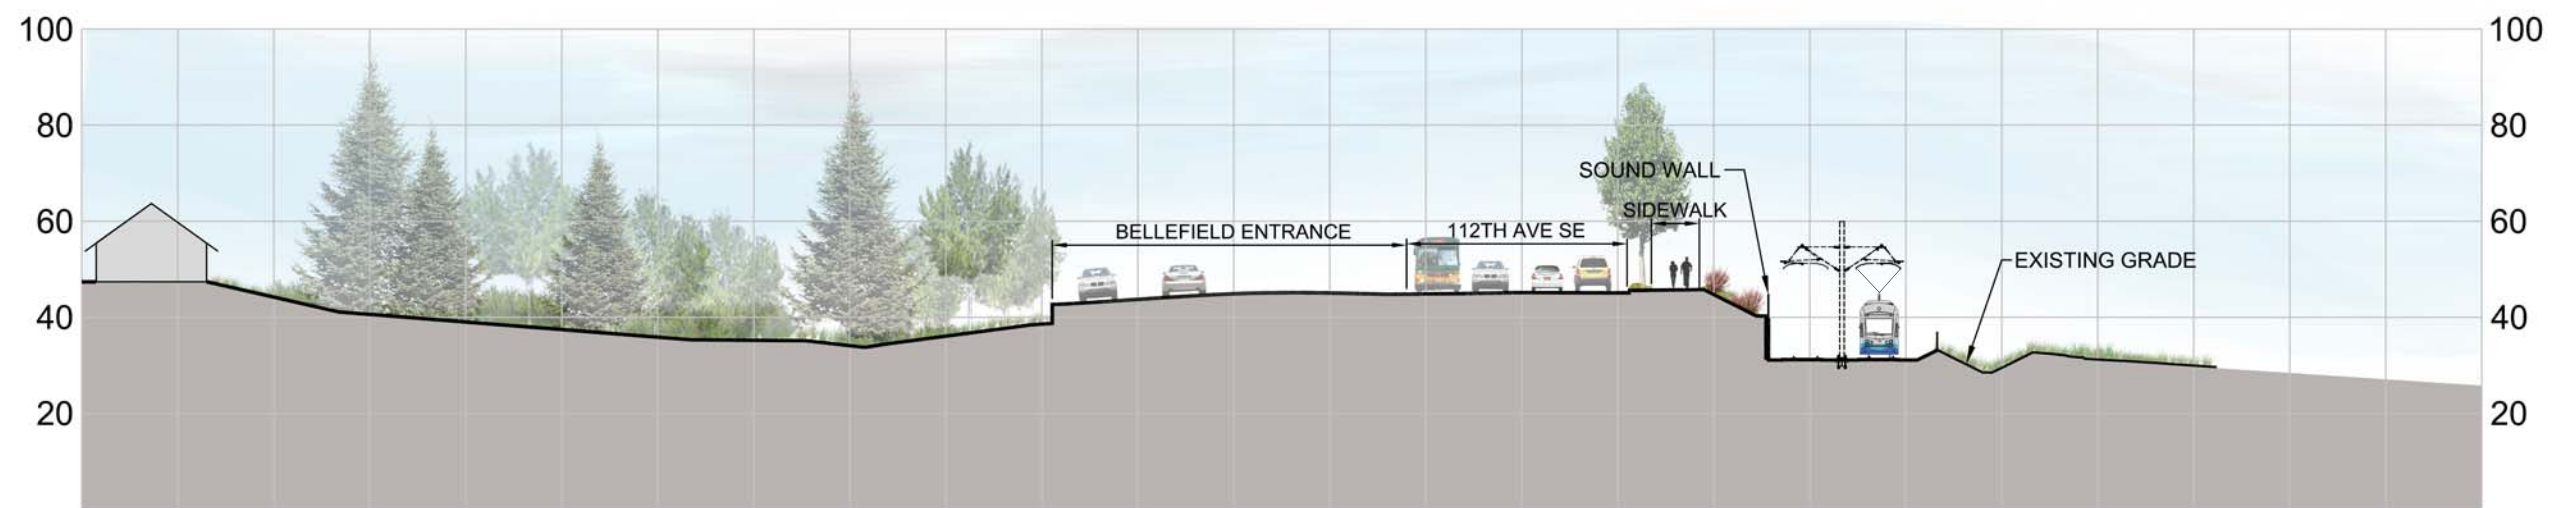 100
100
80
80
SOUND WALL
SIDEWALK
60
60
BELLEFIELD ENTRANCE
112TH AVE SE
EXISTING GRADE
40
40
20
20